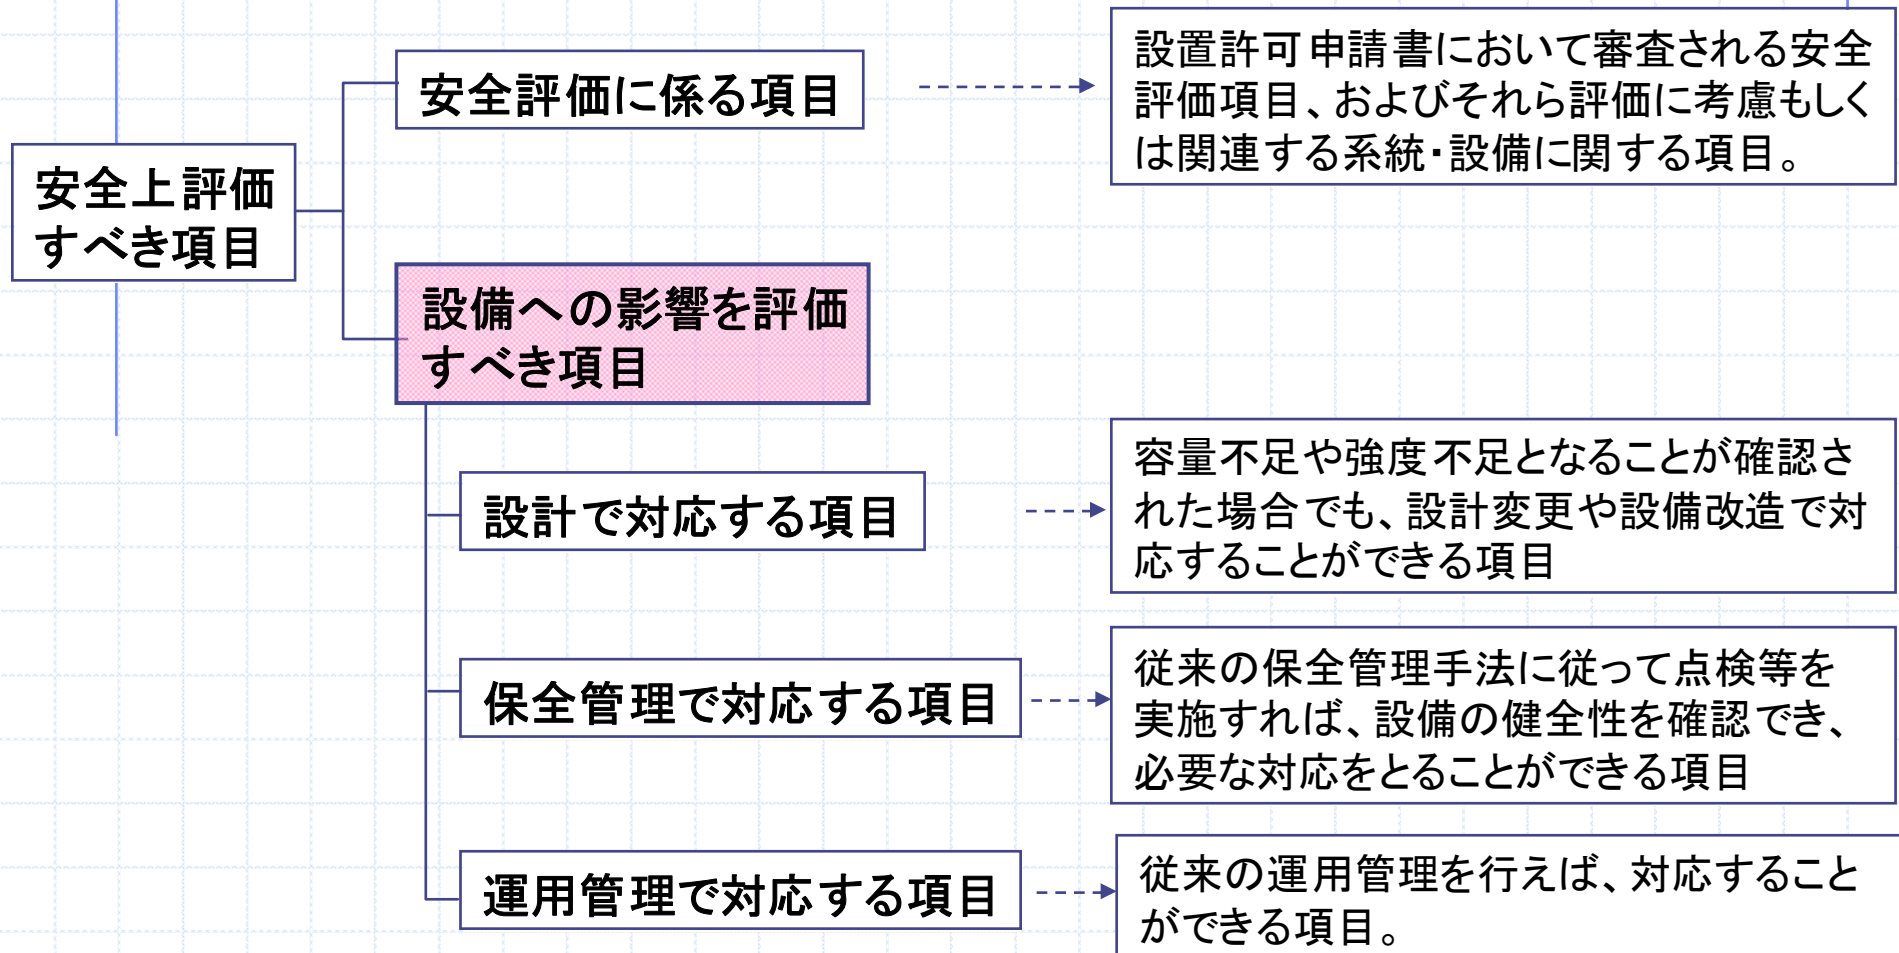 安全上評価
すべき項目
安全評価に係る項目
設置許可申請書において審査される安全
評価項目、およびそれら評価に考慮もしく
は関連する系統・設備に関する項目。
設備への影響を評価
すべき項目
設計で対応する項目
容量不足や強度不足となることが確認さ
れた場合でも、設計変更や設備改造で対
応することができる項目
保全管理で対応する項目
従来の保全管理手法に従って点検等を
実施すれば、設備の健全性を確認でき、
必要な対応をとることができる項目
運用管理で対応する項目
従来の運用管理を行えば、対応すること
ができる項目。